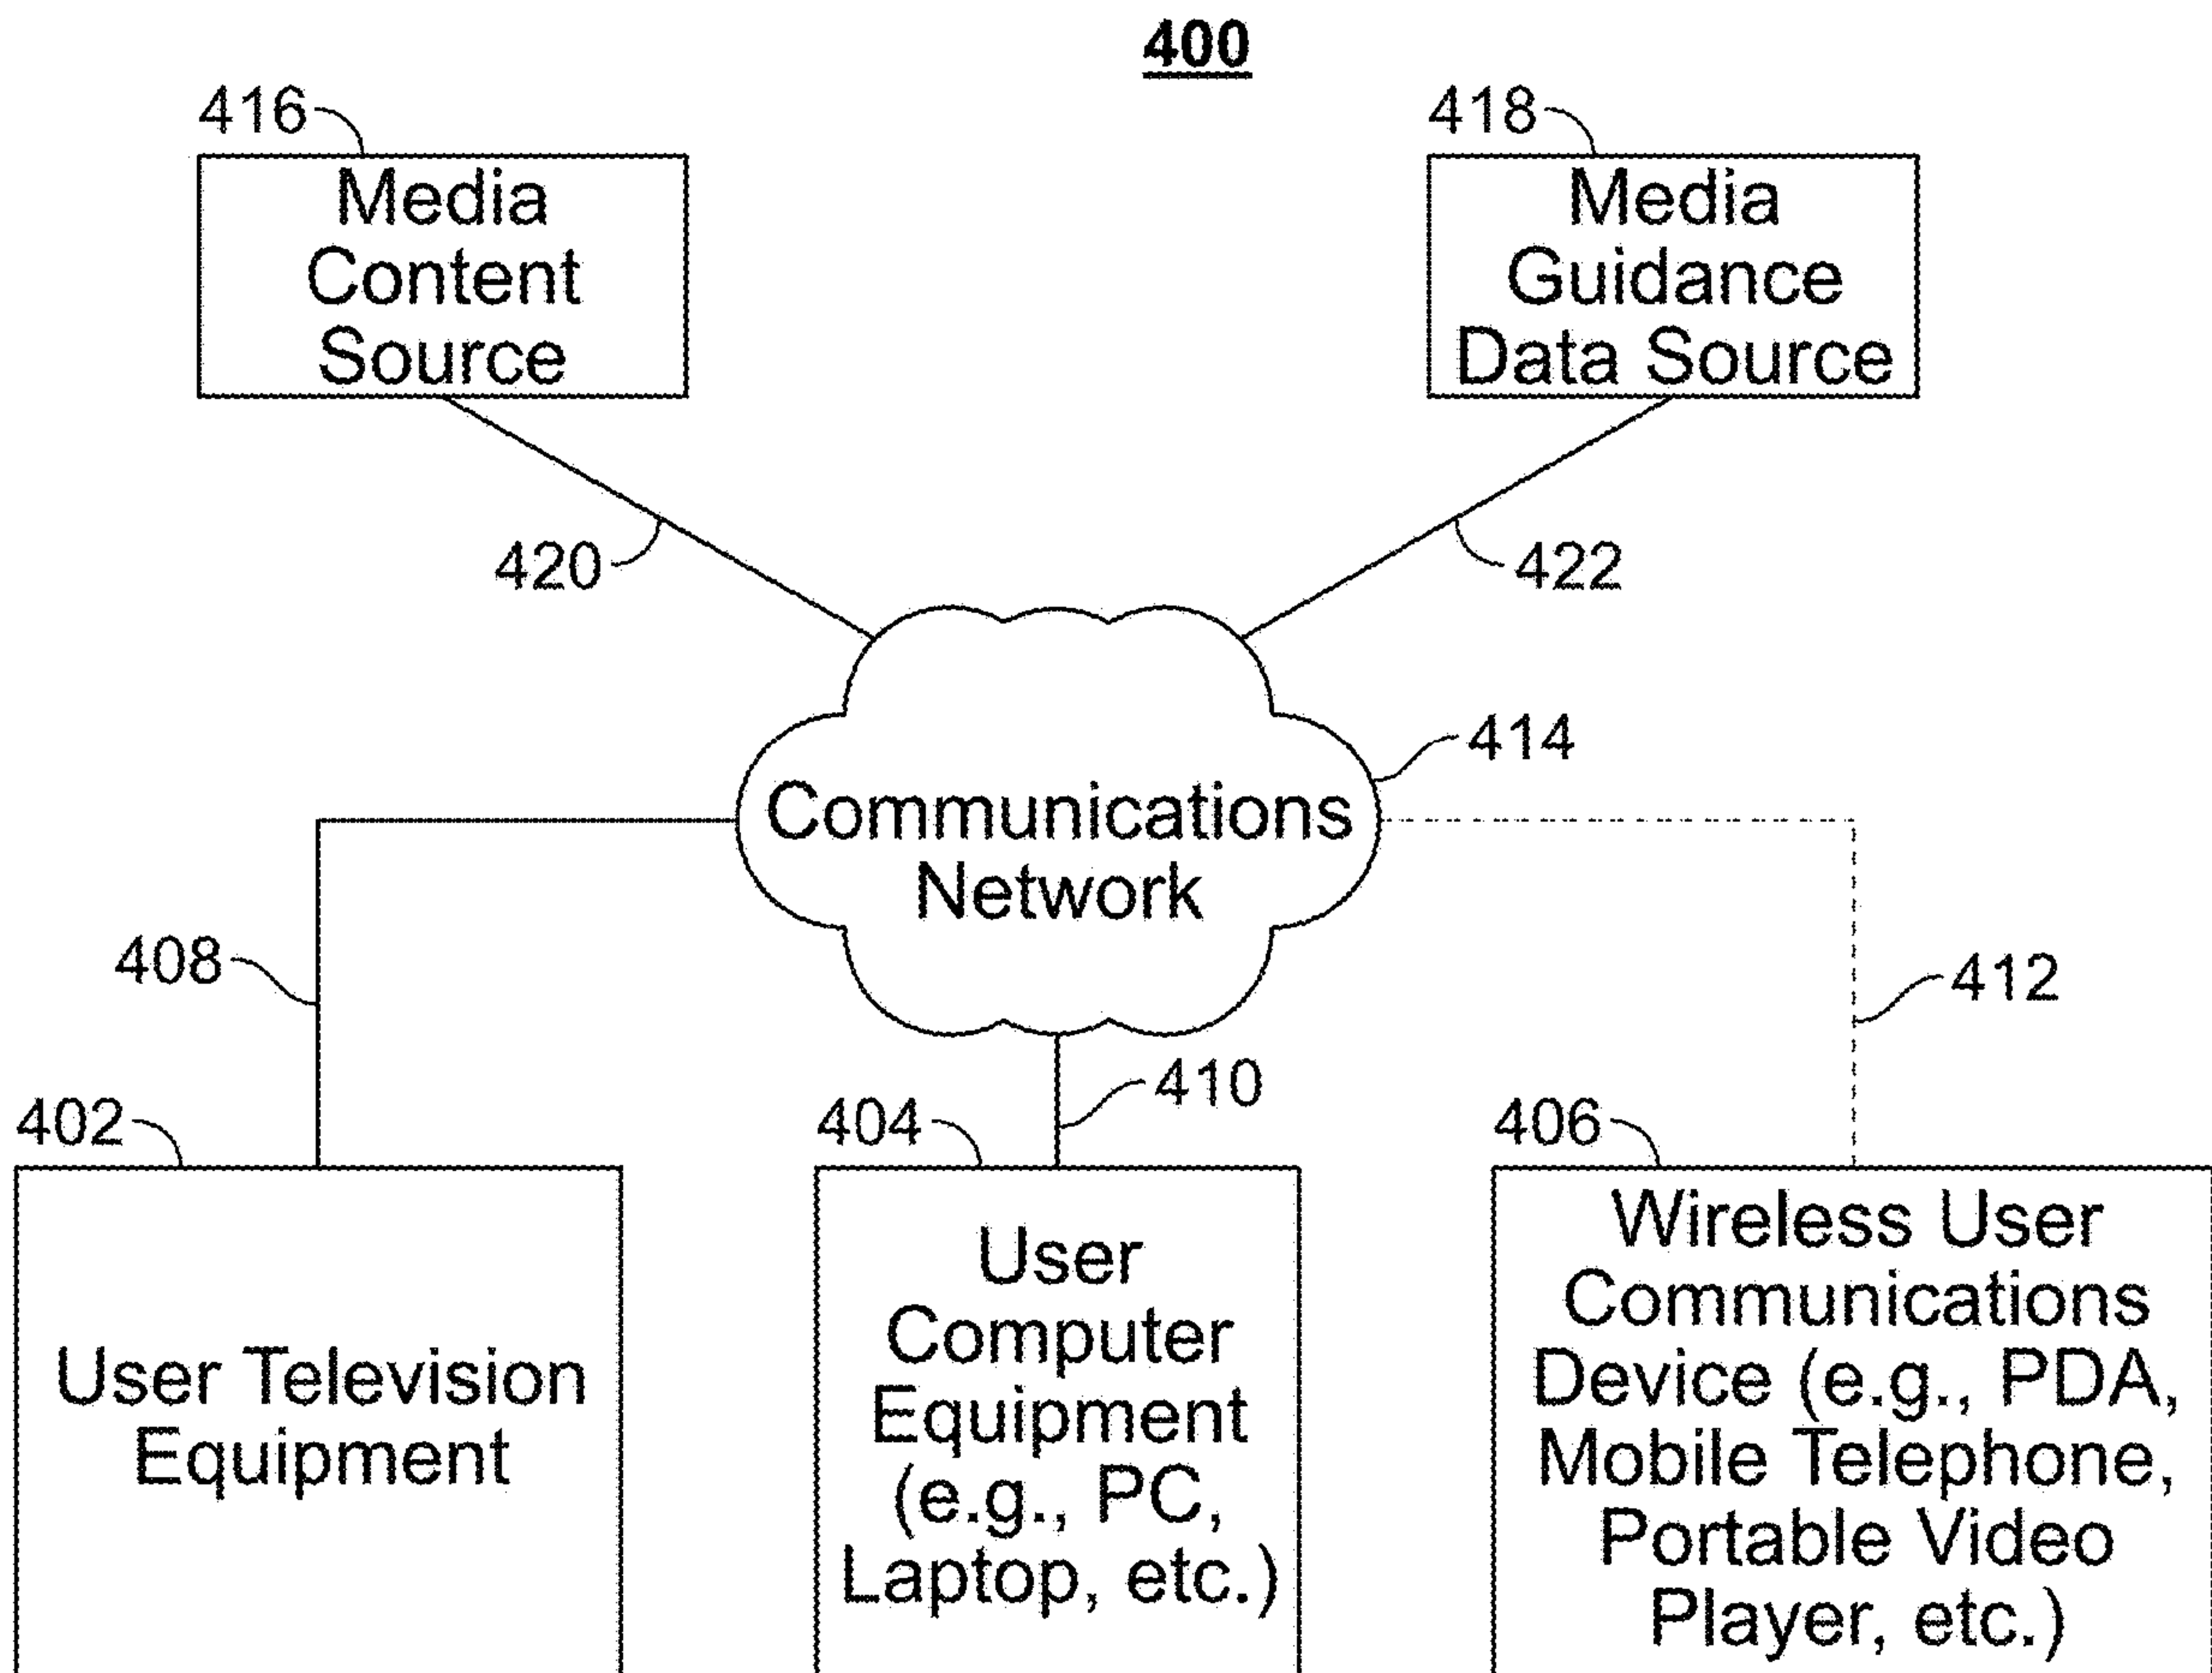 400
416
418
Media
Content
Source
Media
Guidance
Data Source
420
422
414
Communications
Network
408
412
410
402
404
406
User Television
Equipment
User
Computer
Equipment
(e.g., PC,
Laptop, etc.)
Wireless User
Communications
Device (e.g., PDA,
Mobile Telephone,
Portable Video
Player, etc.)